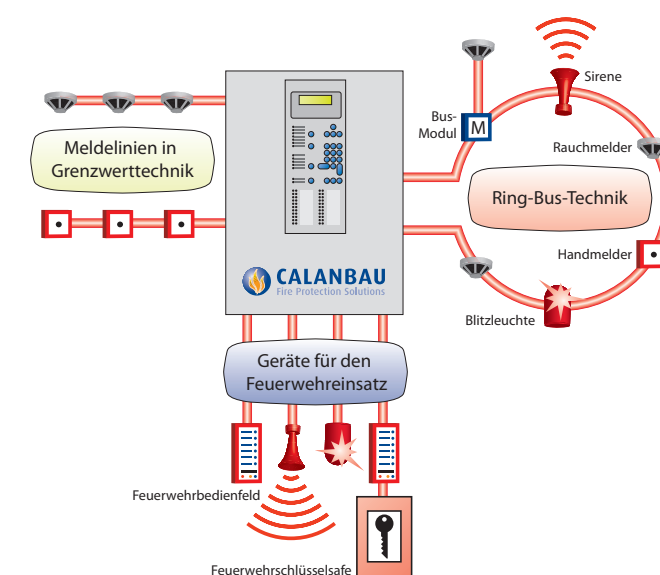 Meldelinien in
Grenzwerttechnik
CALANBAU
Fire Protection Solutions
Sirene
Bus-
Modul
M
Rauchmelder
Ring-Bus-Technik
Handmelder
Blitzleuchte
Geräte für den
Feuerwehreinsatz
Feuerwehrbedienfeld
Feuerwehrschlüsselsafe